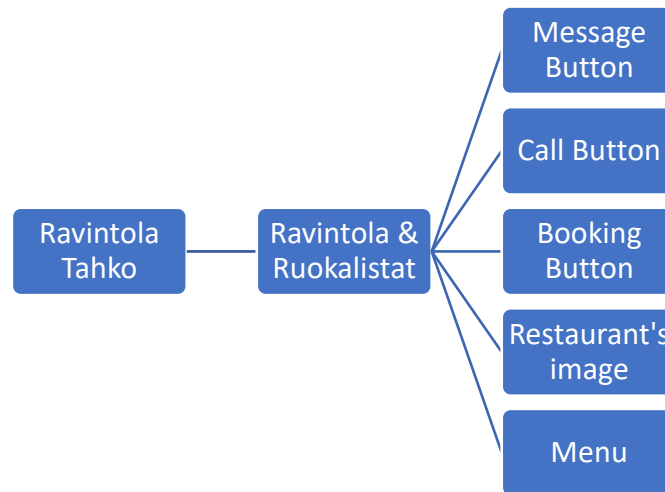 Message
Button
Call Button
Ravintola
Tahko
Ravintola &
Ruokalistat
Booking
Button
Restaurant's
image
Menu